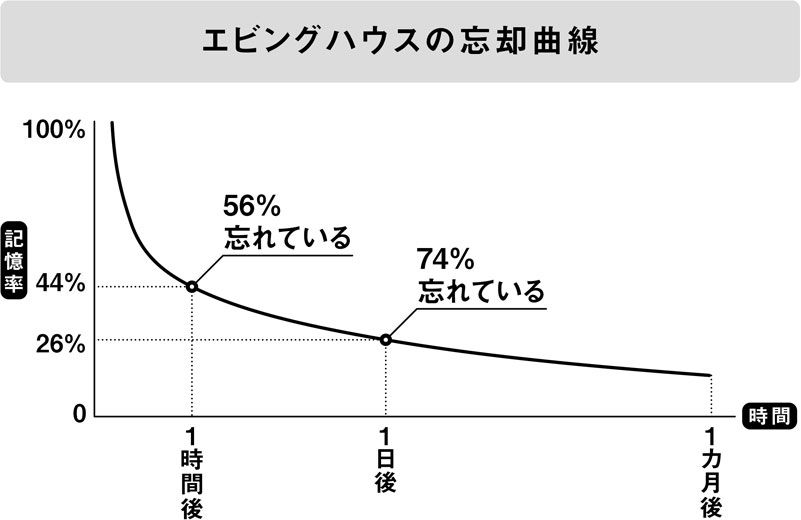 エビングハウスの忘却曲線
100%
56%
忘れている
記憶率
74%
忘れている
44%
26%
0
時間
1時間後
1日後
1カ月後